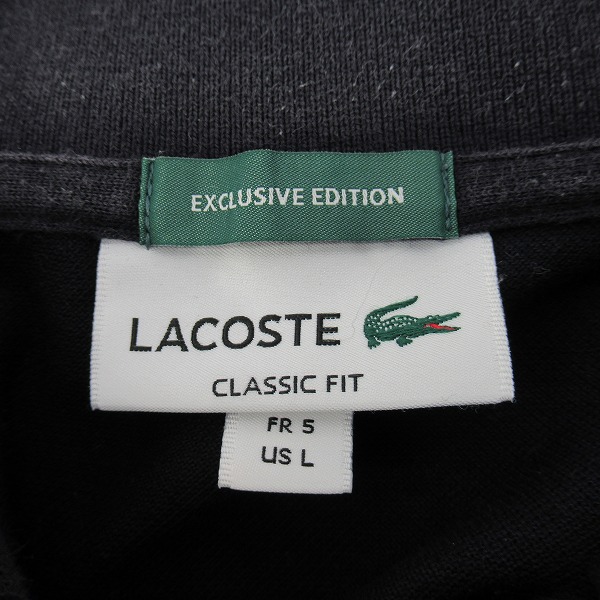 EXCLUSIVE EDITION
LACOSTE
CLASSIC FIT
FR 5
US L